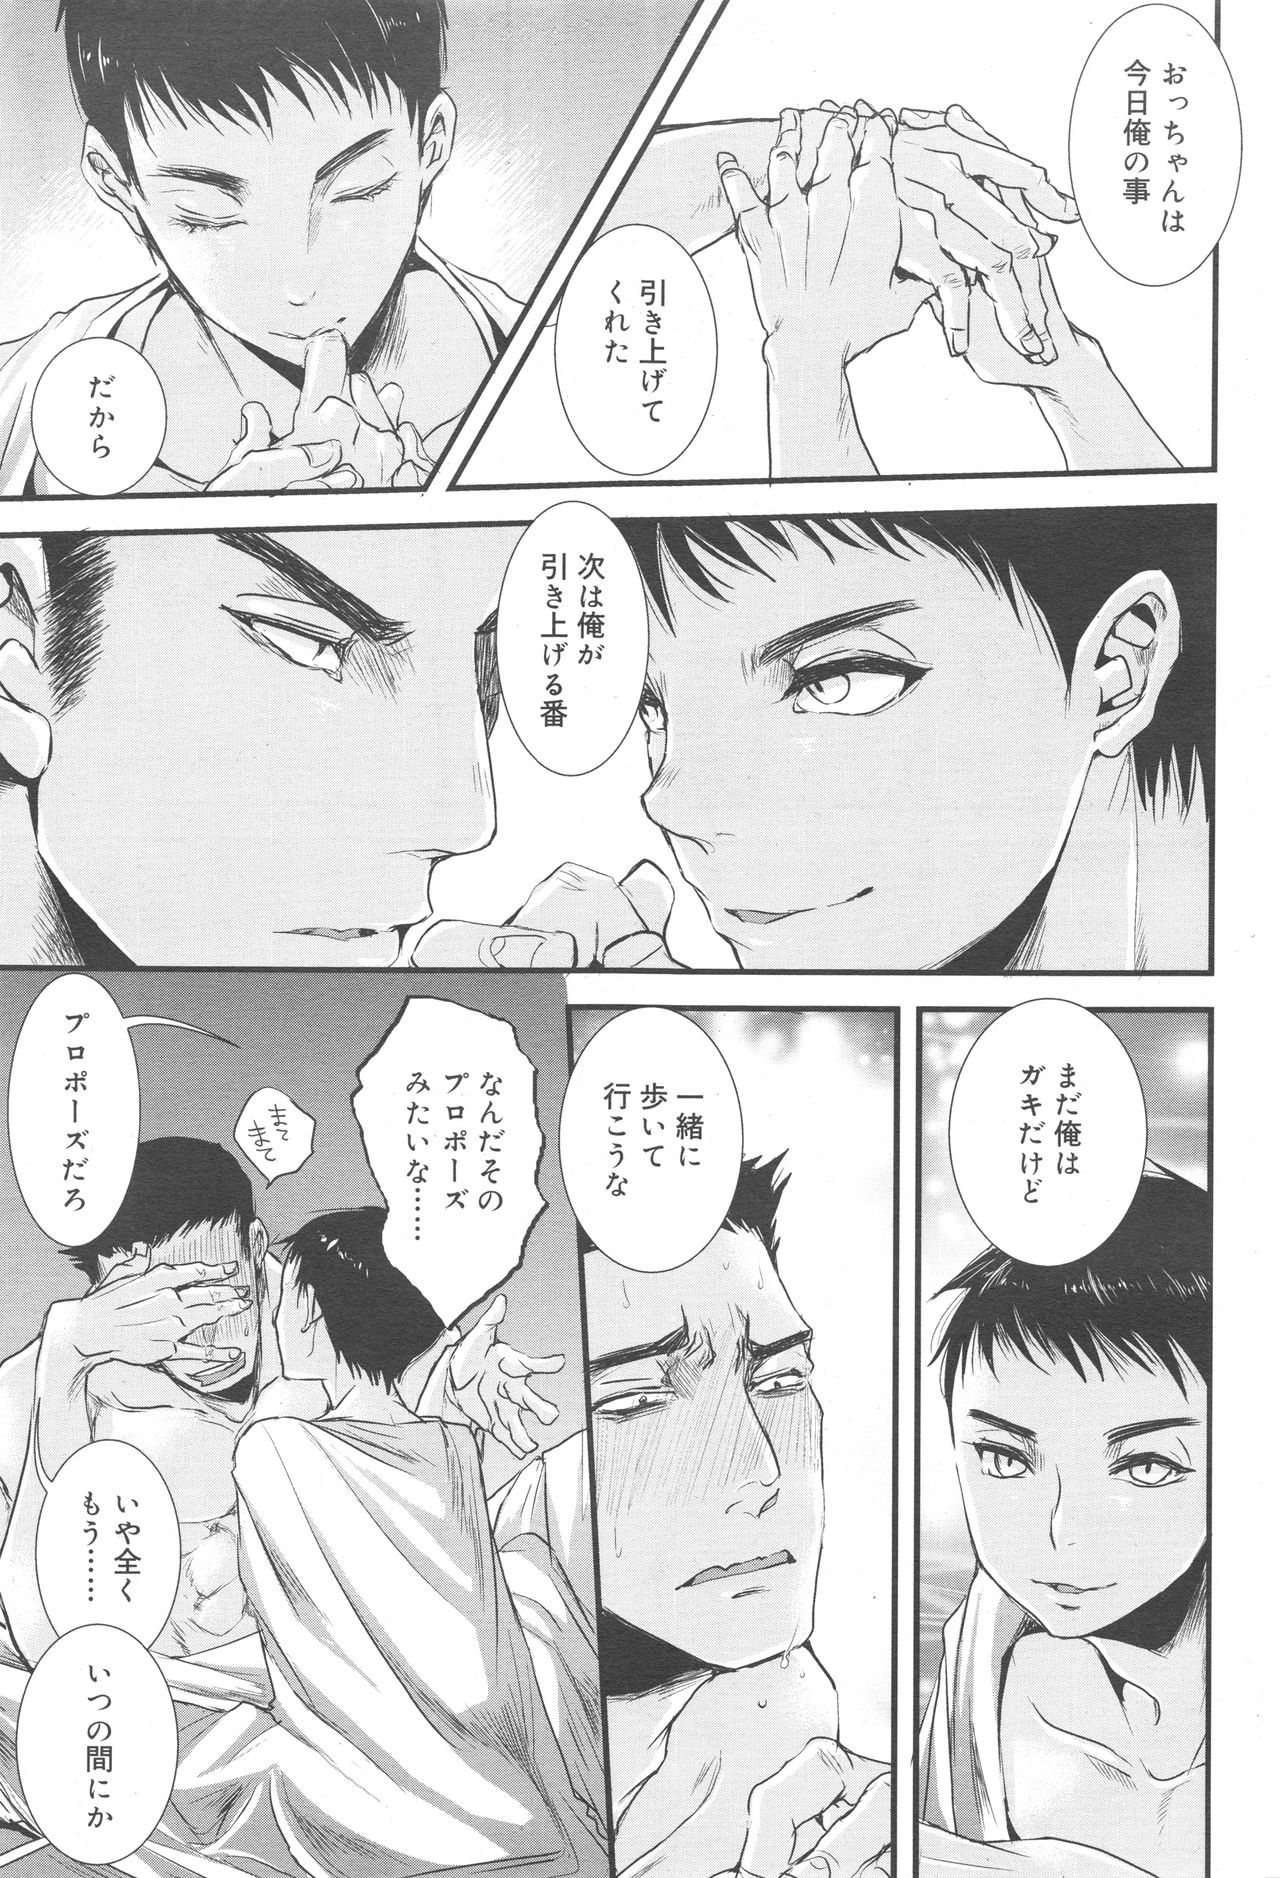 おっちゃんは
今日俺の事
引き上げて
くれた
だから
次は俺が
引き上げる番
まだ俺は
ガキだけど
一緒に
歩いて
行こうな
なんだその
プロポーズ
みたいな……
まて
まて
プロポーズだろ
いや全く
もう……
いつの間にか